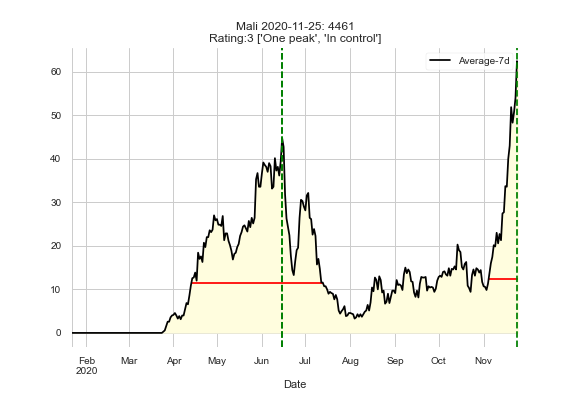 Mali 2020-11-25: 4461
Rating:3 ['One peak', 'In control']
Average-7d
60
50
40
30
20
10
0
Feb Mar Apr May Jun Jul Aug Sep Oct Nov
2020
Date